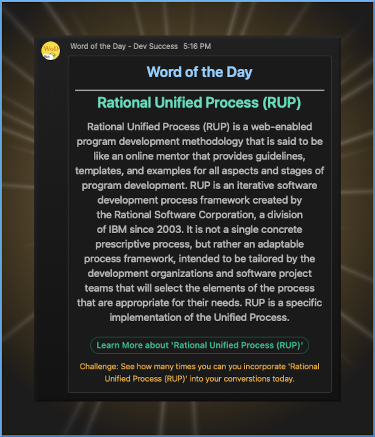 WoD
Word of the Day - Dev Success 5:16 PM
Word of the Day
Rational Unified Process (RUP)
Rational Unified Process (RUP) is a web-enabled
program development methodology that is said to be
like an online mentor that provides guidelines,
templates, and examples for all aspects and stages of
program development. RUP is an iterative software
development process framework created by
the Rational Software Corporation, a division
of IBM since 2003. It is not a single concrete
prescriptive process, but rather an adaptable
process framework, intended to be tailored by the
development organizations and software project
teams that will select the elements of the process
that are appropriate for their needs. RUP is a specific
implementation of the Unified Process.
Learn More about 'Rational Unified Process (RUP)'
Challenge: See how many times you can you incorporate 'Rational
Unified Process (RUP)' into your converstions today.